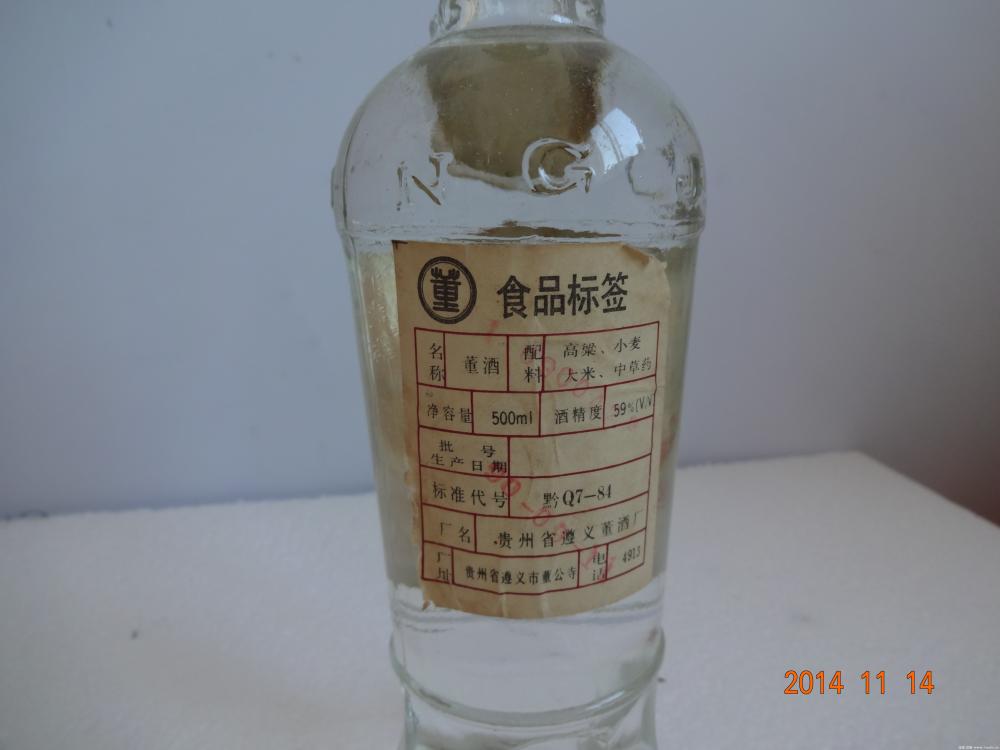 N G
董 食品标签
名称 董酒 配料 高粱、小麦
大米、中草药
净容量 500ml 酒精度 59%(V/V)
批号
生产日期
标准代号 黔Q7-84
厂名 贵州省遵义董酒厂
厂址 贵州省遵义市董公寺 电话 4913
2014 11 14